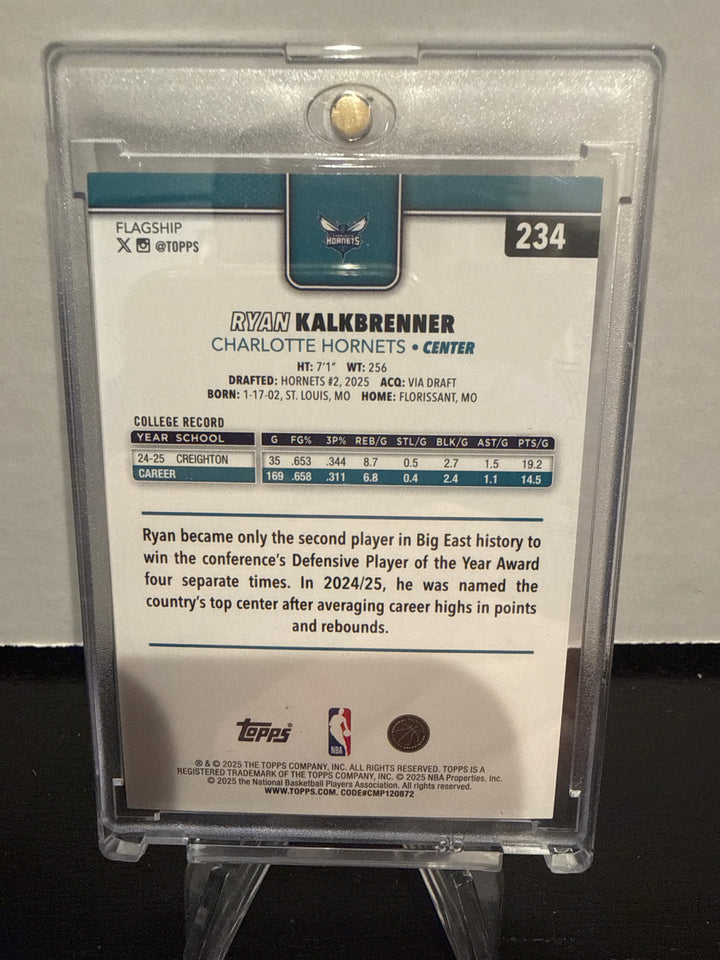 FLAGSHIP
@TOPPS
HORNETS
234
RYAN KALKBRENNER
CHARLOTTE HORNETS • CENTER
HT: 7'1" WT: 256
DRAFTED: HORNETS #2, 2025 ACQ: VIA DRAFT
BORN: 1-17-02, ST. LOUIS, MO HOME: FLORISSANT, MO
COLLEGE RECORD
YEAR SCHOOL G FG% 3P% REB/G STL/G BLK/G AST/G PTS/G
24-25 CREIGHTON 35 .653 .344 8.7 0.5 2.7 1.5 19.2
CAREER 169 .658 .311 6.8 0.4 2.4 1.1 14.5
Ryan became only the second player in Big East history to
win the conference's Defensive Player of the Year Award
four separate times. In 2024/25, he was named the
country's top center after averaging career highs in points
and rebounds.
Topps
NBA
® & © 2025 THE TOPPS COMPANY, INC. ALL RIGHTS RESERVED. TOPPS IS A
REGISTERED TRADEMARK OF THE TOPPS COMPANY, INC. © 2025 NBA Properties, Inc.
© 2025 the National Basketball Players Association. All rights reserved.
WWW.TOPPS.COM. CODE#CMP120872
35